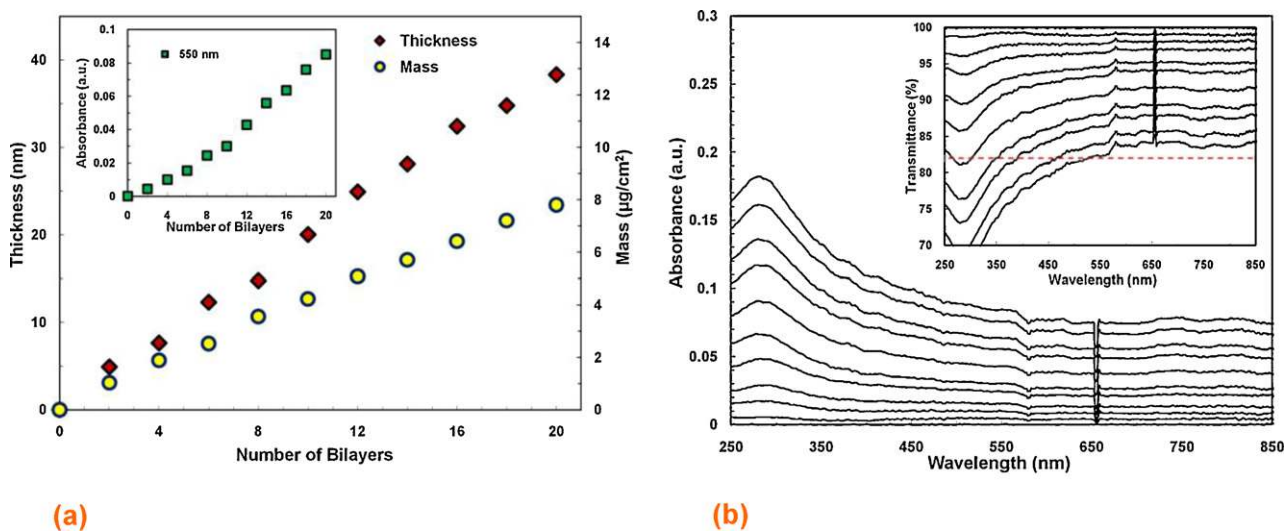 40
30
20
10
0
Thickness (nm)
0
4
8
12
16
20
Number of Bilayers
14
12
10
8
6
4
2
0
Mass (µg/cm²)
Thickness
Mass
0.1
0.08
0.06
0.04
0.02
0
Absorbance (a.u.)
550 nm
0 4 8 12 16 20
Number of Bilayers
(a)
0.3
0.25
0.2
0.15
0.1
0.05
0
Absorbance (a.u.)
250 350 450 550 650 750 850
Wavelength (nm)
100
95
90
85
80
75
70
Transmittance (%)
250 350 450 550 650 750 850
Wavelength (nm)
(b)